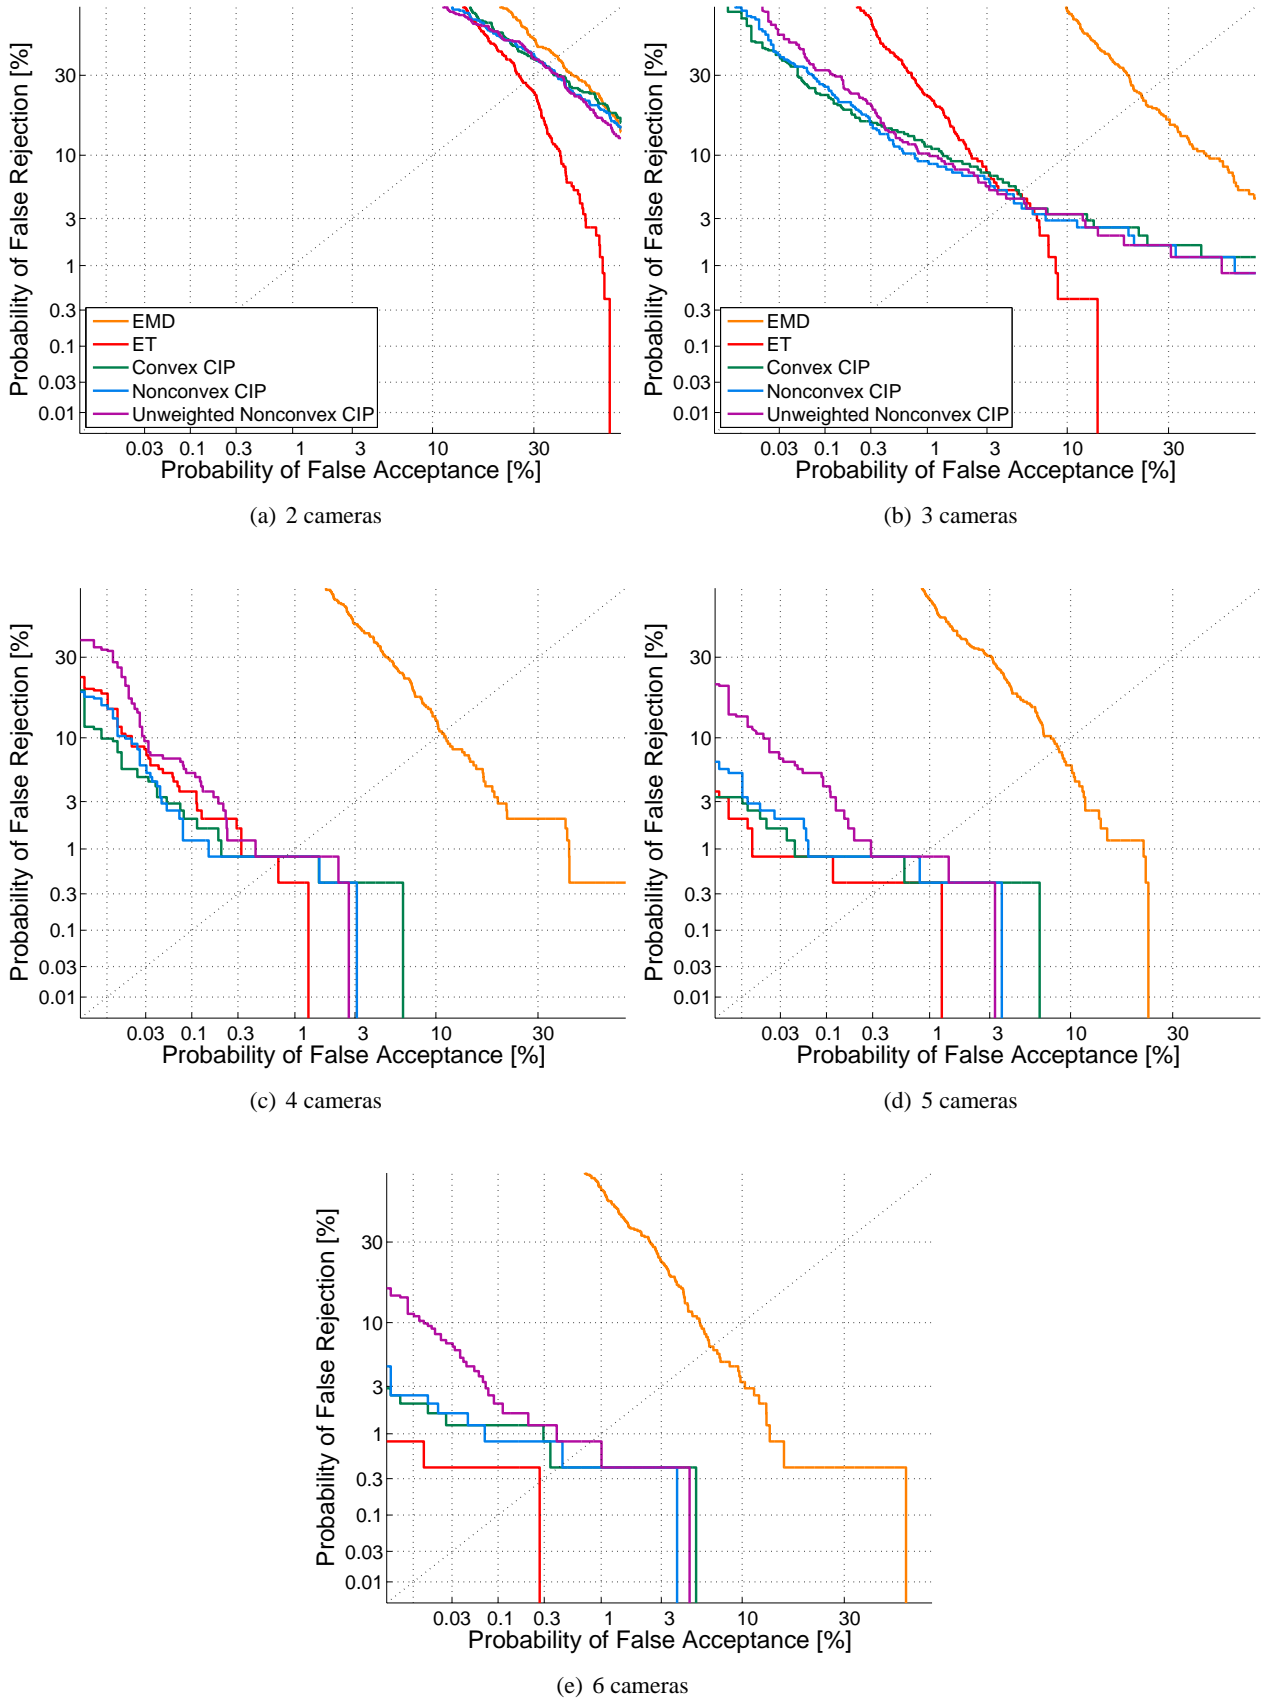 Probability of False Rejection [%]
30
10
3
1
0.3
0.1
0.03
0.01
EMD
ET
Convex CIP
Nonconvex CIP
Unweighted Nonconvex CIP
0.03 0.1 0.3 1 3 10 30
Probability of False Acceptance [%]
(a) 2 cameras
Probability of False Rejection [%]
30
10
3
1
0.3
0.1
0.03
0.01
EMD
ET
Convex CIP
Nonconvex CIP
Unweighted Nonconvex CIP
0.03 0.1 0.3 1 3 10 30
Probability of False Acceptance [%]
(b) 3 cameras
Probability of False Rejection [%]
30
10
3
1
0.3
0.1
0.03
0.01
0.03 0.1 0.3 1 3 10 30
Probability of False Acceptance [%]
(c) 4 cameras
Probability of False Rejection [%]
30
10
3
1
0.3
0.1
0.03
0.01
0.03 0.1 0.3 1 3 10 30
Probability of False Acceptance [%]
(d) 5 cameras
Probability of False Rejection [%]
30
10
3
1
0.3
0.1
0.03
0.01
0.03 0.1 0.3 1 3 10 30
Probability of False Acceptance [%]
(e) 6 cameras